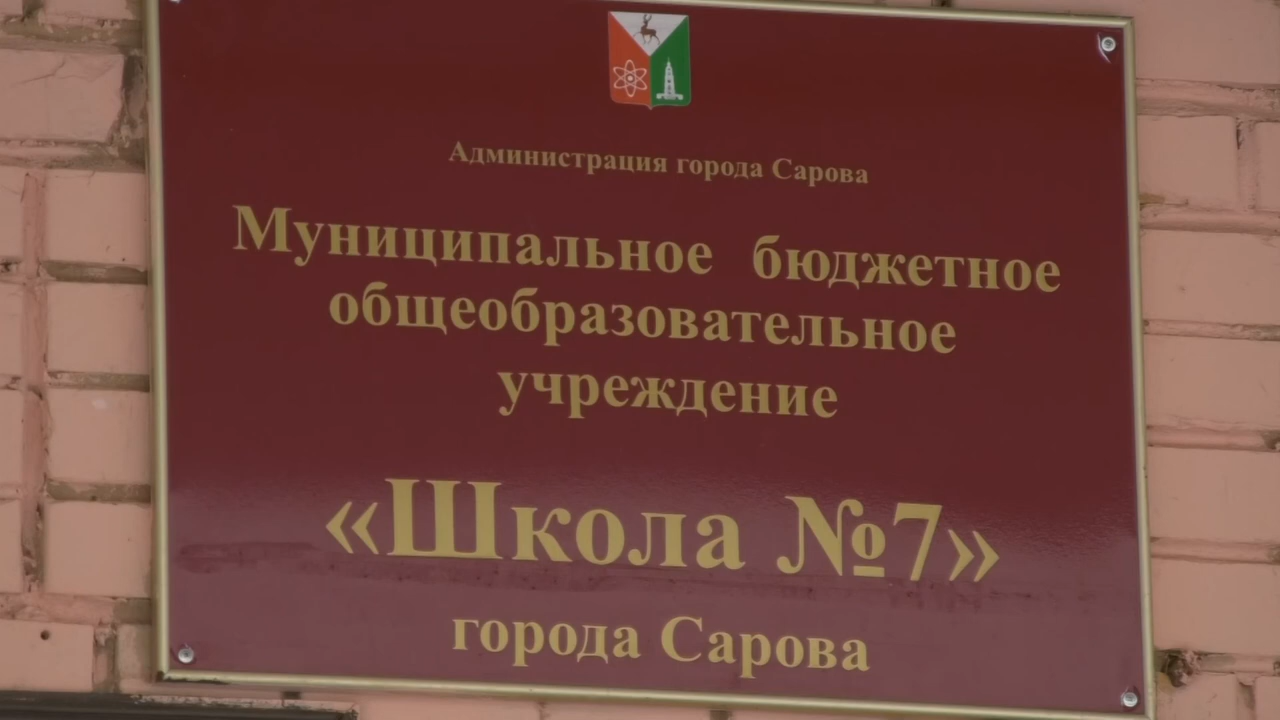 Администрация города Сарова
Муниципальное бюджетное
общеобразовательное
учреждение
«Школа №7»
города Сарова